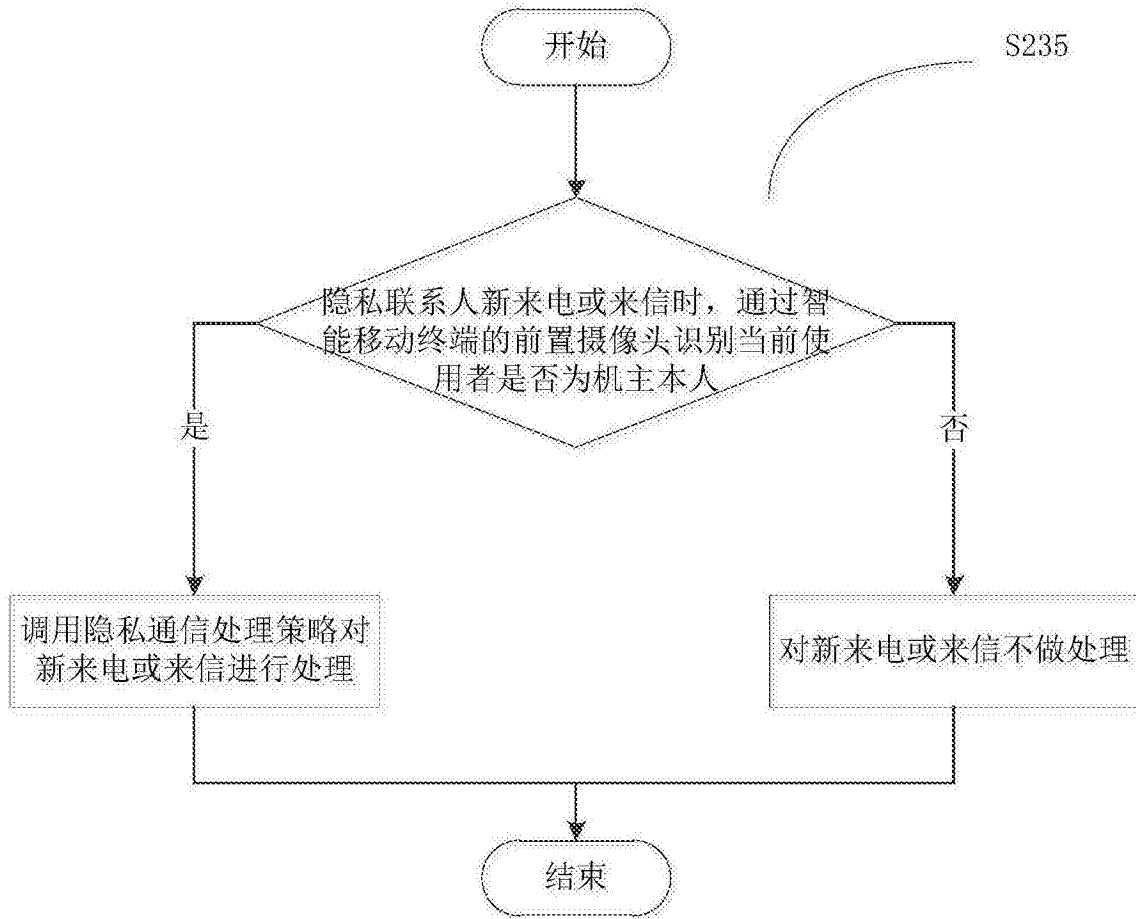 开始
S235
隐私联系人新来电或来信时，通过智
能移动终端的前置摄像头识别当前使
用者是否为机主本人
是
否
调用隐私通信处理策略对
新来电或来信进行处理
对新来电或来信不做处理
结束